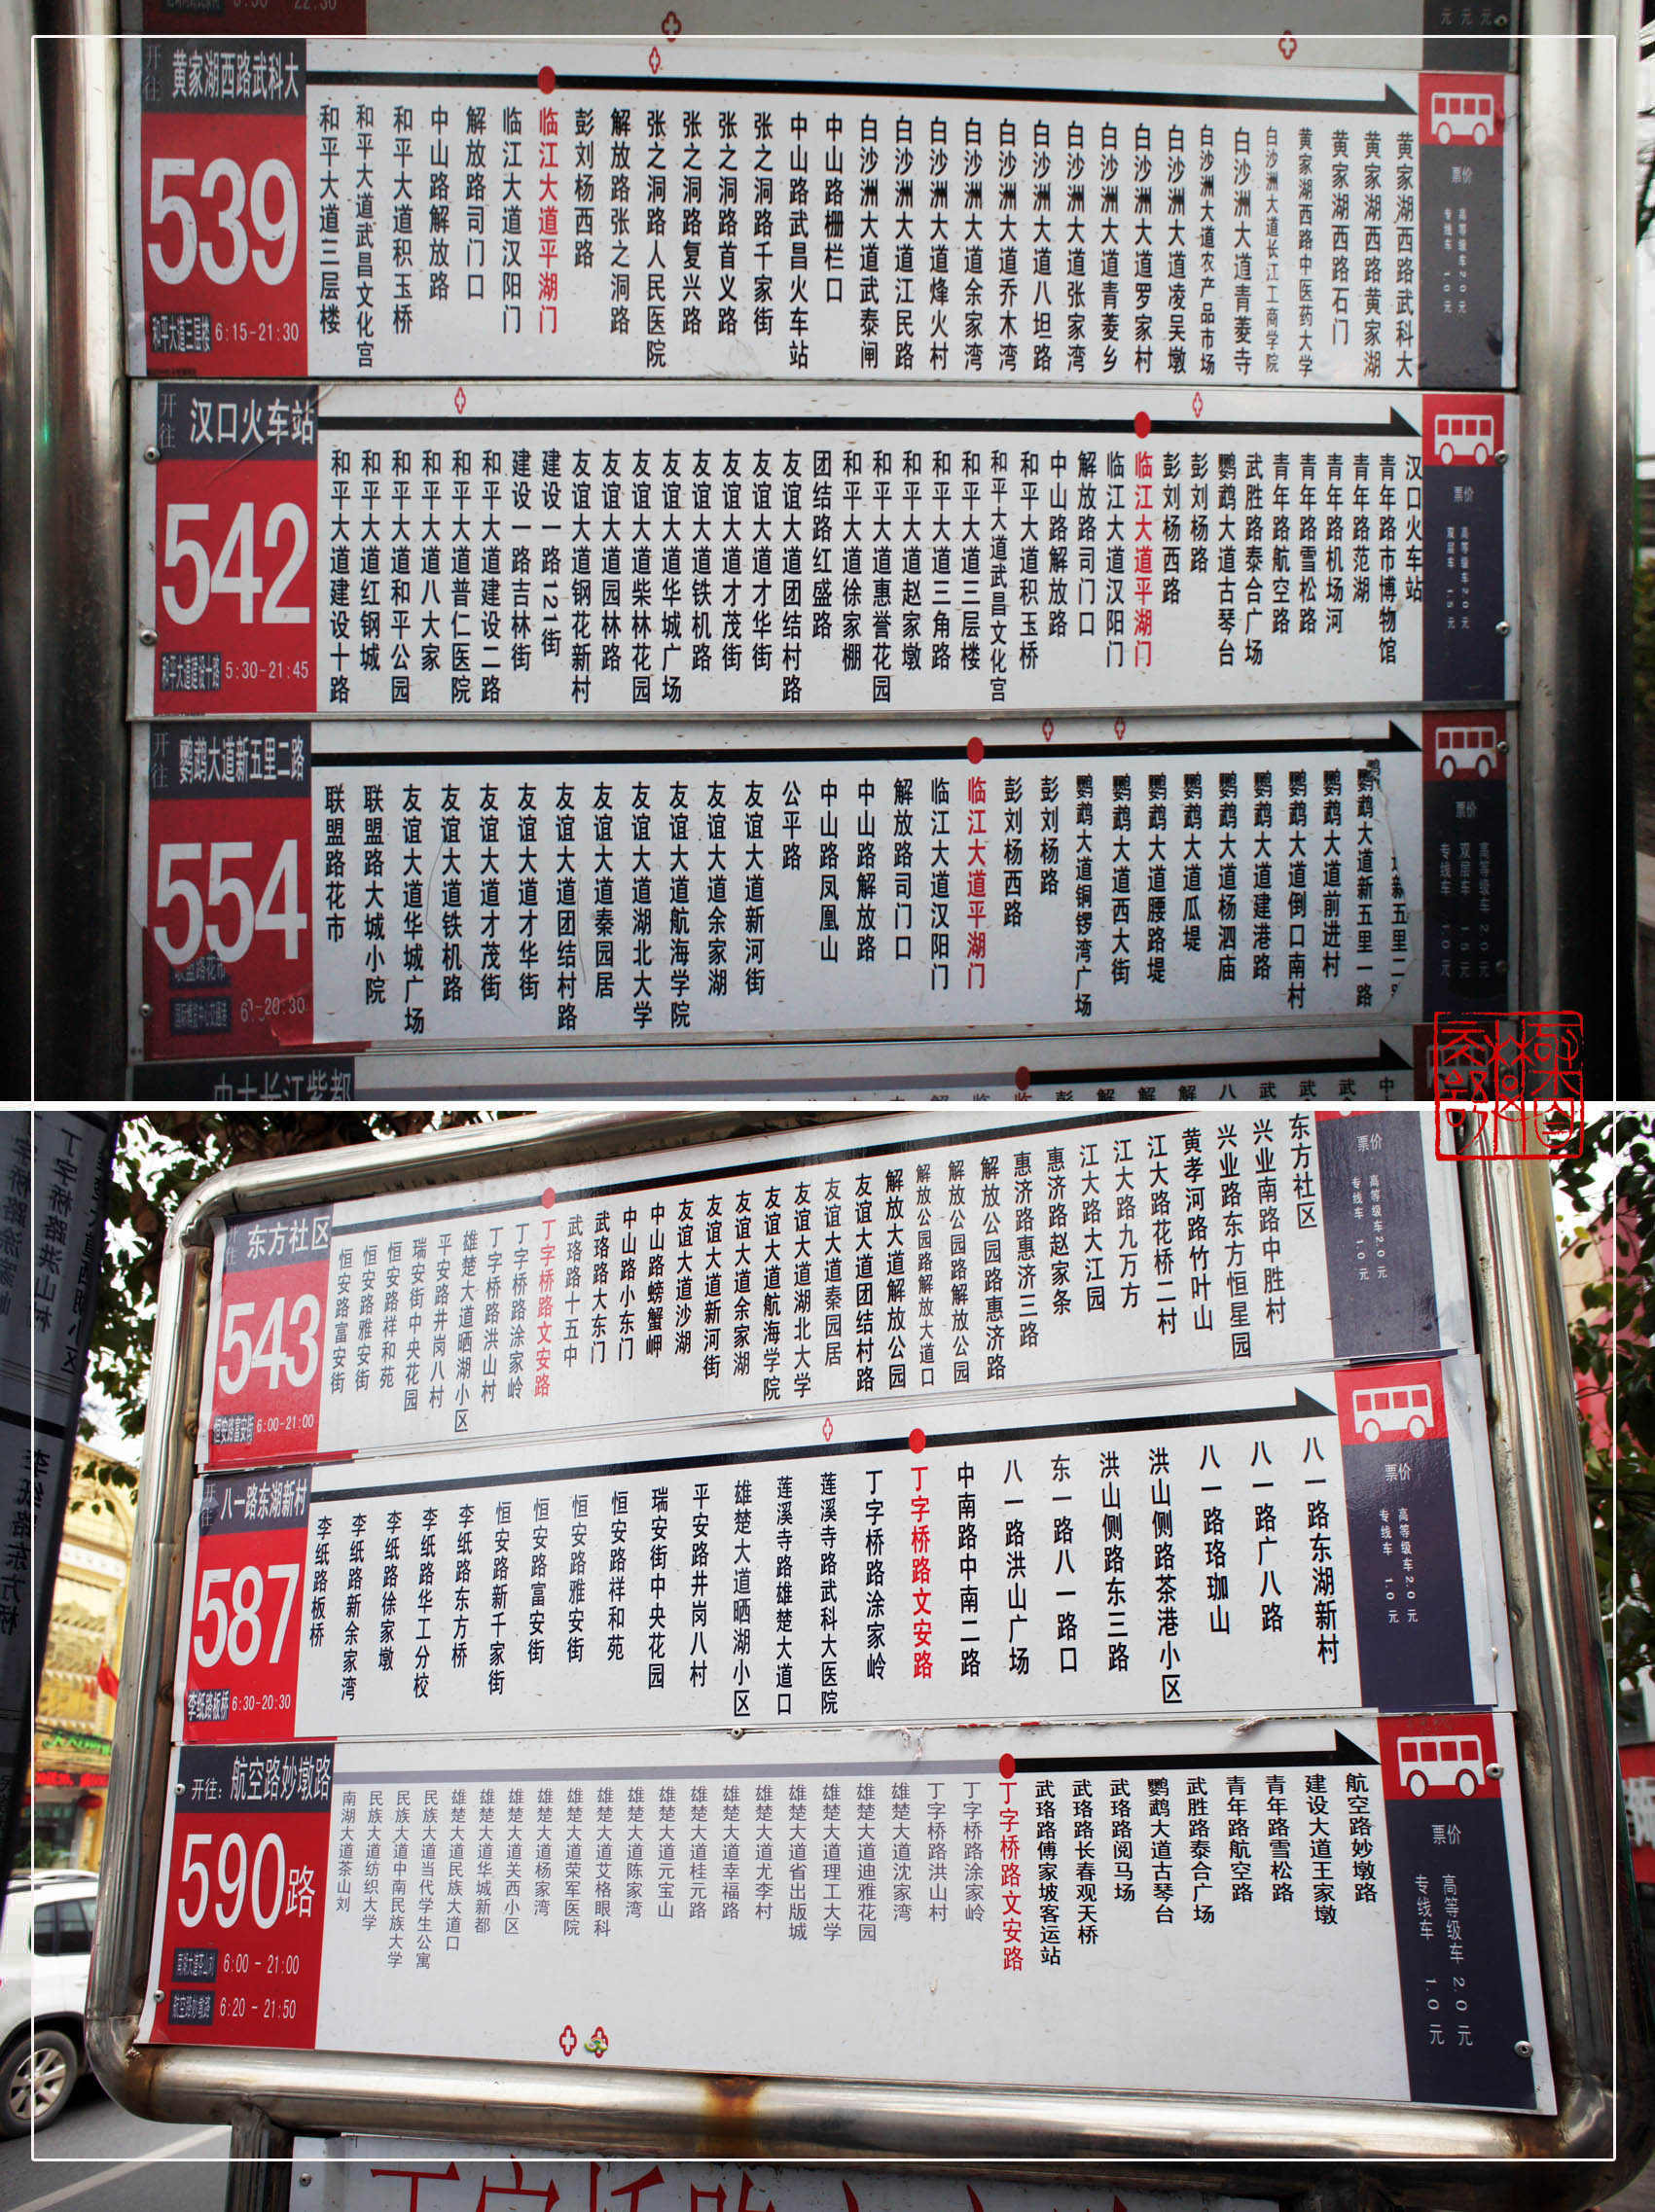 22:30
元 元 元
开往
黄家湖西路武科大
539
和平大道三层楼 6:15-21:30
和平大道三层楼
和平大道武昌文化宫
和平大道积玉桥
中山路解放路
解放路司门口
临江大道汉阳门
临江大道平湖门
彭刘杨西路
解放路张之洞路
张之洞路人民医院
张之洞路复兴路
张之洞路首义路
张之洞路千家街
中山路武昌火车站
中山路栅栏口
白沙洲大道武泰闸
白沙洲大道江民路
白沙洲大道烽火村
白沙洲大道余家湾
白沙洲大道乔木湾
白沙洲大道八坦路
白沙洲大道张家湾
白沙洲大道青菱乡
白沙洲大道罗家村
白沙洲大道凌吴墩
白沙洲大道农产品市场
白沙洲大道青菱寺
白沙洲大道长江工商学院
黄家湖西路中医药大学
黄家湖西路石门
黄家湖西路黄家湖
黄家湖西路武科大
票价
高等级车 2.0 元
专线车 1.0 元
开往
汉口火车站
542
和平大道建设十路 5:30-21:45
和平大道建设十路
和平大道红钢城
和平大道和平公园
和平大道八大家
和平大道普仁医院
和平大道建设二路
建设一路吉林街
建设一路121街
友谊大道钢花新村
友谊大道园林路
友谊大道柴林花园
友谊大道华城广场
友谊大道铁机路
友谊大道才茂街
友谊大道才华街
友谊大道团结村路
团结路红盛路
和平大道徐家棚
和平大道惠誉花园
和平大道赵家墩
和平大道三角路
和平大道三层楼
和平大道武昌文化宫
和平大道积玉桥
中山路解放路
解放路司门口
临江大道汉阳门
临江大道平湖门
彭刘杨西路
彭刘杨路
鹦鹉大道古琴台
武胜路泰合广场
青年路航空路
青年路雪松路
青年路机场河
青年路范湖
青年路市博物馆
汉口火车站
票价
高等级车 2.0 元
双层车 1.5 元
开往
鹦鹉大道新五里二路
554
联盟路花市
国际博览中心交通港 6:-20:30
联盟路花市
联盟路大城小院
友谊大道华城广场
友谊大道铁机路
友谊大道才茂街
友谊大道才华街
友谊大道团结村路
友谊大道秦园居
友谊大道湖北大学
友谊大道航海学院
友谊大道余家湖
友谊大道新河街
公平路
中山路凤凰山
中山路解放路
解放路司门口
临江大道汉阳门
临江大道平湖门
彭刘杨西路
彭刘杨路
鹦鹉大道铜锣湾广场
鹦鹉大道西大街
鹦鹉大道腰路堤
鹦鹉大道瓜堤
鹦鹉大道杨泗庙
鹦鹉大道建港路
鹦鹉大道倒口南村
鹦鹉大道前进村
鹦鹉大道新五里一路
鹦
新五里二路
票价
高等级车 2.0 元
双层车 1.5 元
专线车 1.0 元
中大长江紫都
彭 解 解 解 八 武 武 武 中
开往
东方社区
543
恒安路富安街 6:00-21:00
恒安路富安街
恒安路雅安街
恒安路祥和苑
瑞安街中央花园
平安路井岗八村
雄楚大道晒湖小区
丁字桥路洪山村
丁字桥路涂家岭
丁字桥路文安路
武珞路十五中
武珞路大东门
中山路小东门
中山路螃蟹岬
友谊大道沙湖
友谊大道新河街
友谊大道余家湖
友谊大道航海学院
友谊大道湖北大学
友谊大道秦园居
友谊大道团结村路
解放大道解放公园
解放公园路解放大道口
解放公园路解放公园
解放公园路惠济路
惠济路惠济三路
惠济路赵家条
江大路大江园
江大路九万方
江大路花桥二村
黄孝河路竹叶山
兴业路东方恒星园
兴业南路中胜村
东方社区
票价
高等级车 2.0 元
专线车 1.0 元
开往
八一路东湖新村
587
李纸路板桥 6:30-20:30
李纸路板桥
李纸路新余家湾
李纸路徐家墩
李纸路华工分校
李纸路东方桥
恒安路新千家街
恒安路富安街
恒安路雅安街
恒安路祥和苑
瑞安街中央花园
平安路井岗八村
雄楚大道晒湖小区
莲溪寺路雄楚大道口
莲溪寺路武科大医院
丁字桥路涂家岭
丁字桥路文安路
中南路中南二路
八一路洪山广场
东一路八一路口
洪山侧路东三路
洪山侧路茶港小区
八一路珞珈山
八一路广八路
八一路东湖新村
票价
高等级车 2.0 元
专线车 1.0 元
开往：航空路妙墩路
590路
南湖大道茶山刘 6:00 - 21:00
航空路妙墩路 6:20 - 21:50
南湖大道茶山刘
民族大道纺织大学
民族大道中南民族大学
民族大道当代学生公寓
雄楚大道民族大道口
雄楚大道华城新都
雄楚大道关西小区
雄楚大道杨家湾
雄楚大道荣军医院
雄楚大道艾格眼科
雄楚大道陈家湾
雄楚大道元宝山
雄楚大道桂元路
雄楚大道幸福路
雄楚大道尤李村
雄楚大道省出版城
雄楚大道理工大学
雄楚大道迪雅花园
雄楚大道沈家湾
丁字桥路洪山村
丁字桥路涂家岭
丁字桥路文安路
武珞路傅家坡客运站
武珞路长春观天桥
武珞路阅马场
鹦鹉大道古琴台
武胜路泰合广场
青年路航空路
青年路雪松路
建设大道王家墩
航空路妙墩路
票价
高等级车 2.0 元
专线车 1.0 元